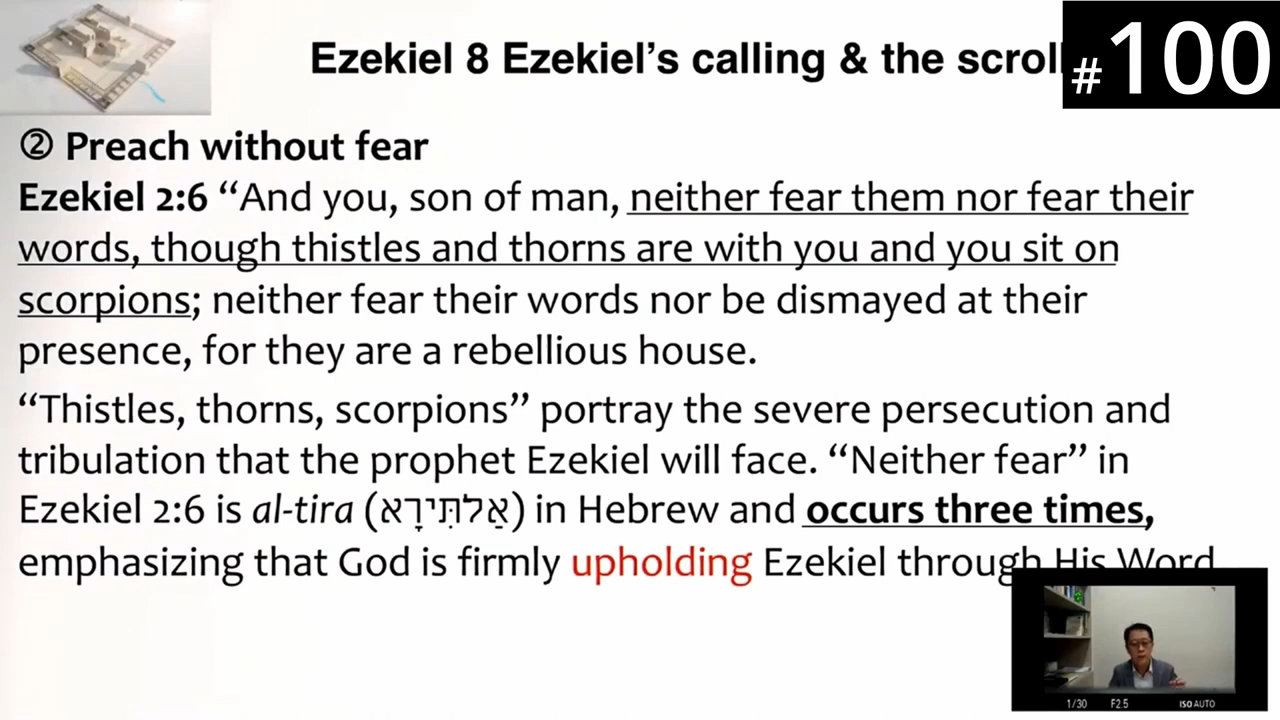 Ezekiel 8 Ezekiel’s calling & the scroll
#100
② Preach without fear
Ezekiel 2:6 “And you, son of man, neither fear them nor fear their
words, though thistles and thorns are with you and you sit on
scorpions; neither fear their words nor be dismayed at their
presence, for they are a rebellious house.
“Thistles, thorns, scorpions” portray the severe persecution and
tribulation that the prophet Ezekiel will face. “Neither fear” in
Ezekiel 2:6 is al-tira (אַלתִּירָא) in Hebrew and occurs three times,
emphasizing that God is firmly upholding Ezekiel through His Word
1/30 F2.5 ISO AUTO